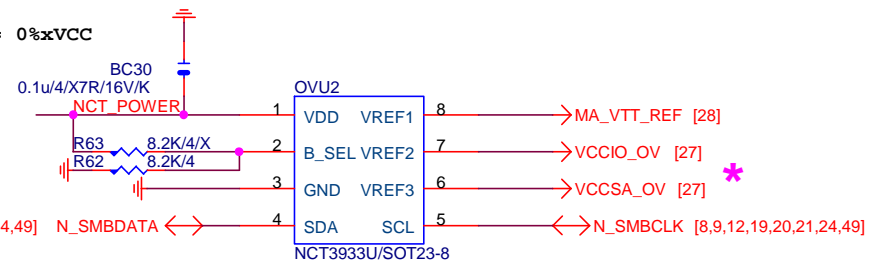 = 0%xVCC
BC30
0.1u/4/X7R/16V/K
OVU2
NCT_POWER
1 VDD VREF1 8 MA_VTT_REF [28]
R63 8.2K/4/X
2 B_SEL VREF2 7 VCCIO_OV [27]
R62 8.2K/4
3 GND VREF3 6 VCCSA_OV [27] *
4,49] N_SMBDATA 4 SDA SCL 5 N_SMBCLK [8,9,12,19,20,21,24,49]
NCT3933U/SOT23-8